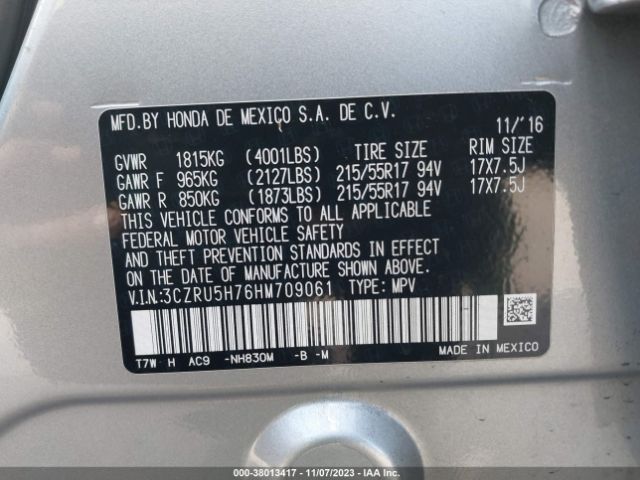 MFD.BY HONDA DE MEXICO S.A. DE C.V.
11/'16
GVWR 1815KG (4001LBS) TIRE SIZE RIM SIZE
GAWR F 965KG (2127LBS) 215/55R17 94V 17X7.5J
GAWR R 850KG (1873LBS) 215/55R17 94V 17X7.5J
THIS VEHICLE CONFORMS TO ALL APPLICABLE
FEDERAL MOTOR VEHICLE SAFETY
AND THEFT PREVENTION STANDARDS IN EFFECT
ON THE DATE OF MANUFACTURE SHOWN ABOVE.
V.I.N.:3CZRU5H76HM709061 TYPE: MPV
T7W H AC9 -NH830M -B -M
MADE IN MEXICO
000-38013417 - 11/07/2023 - IAA Inc.